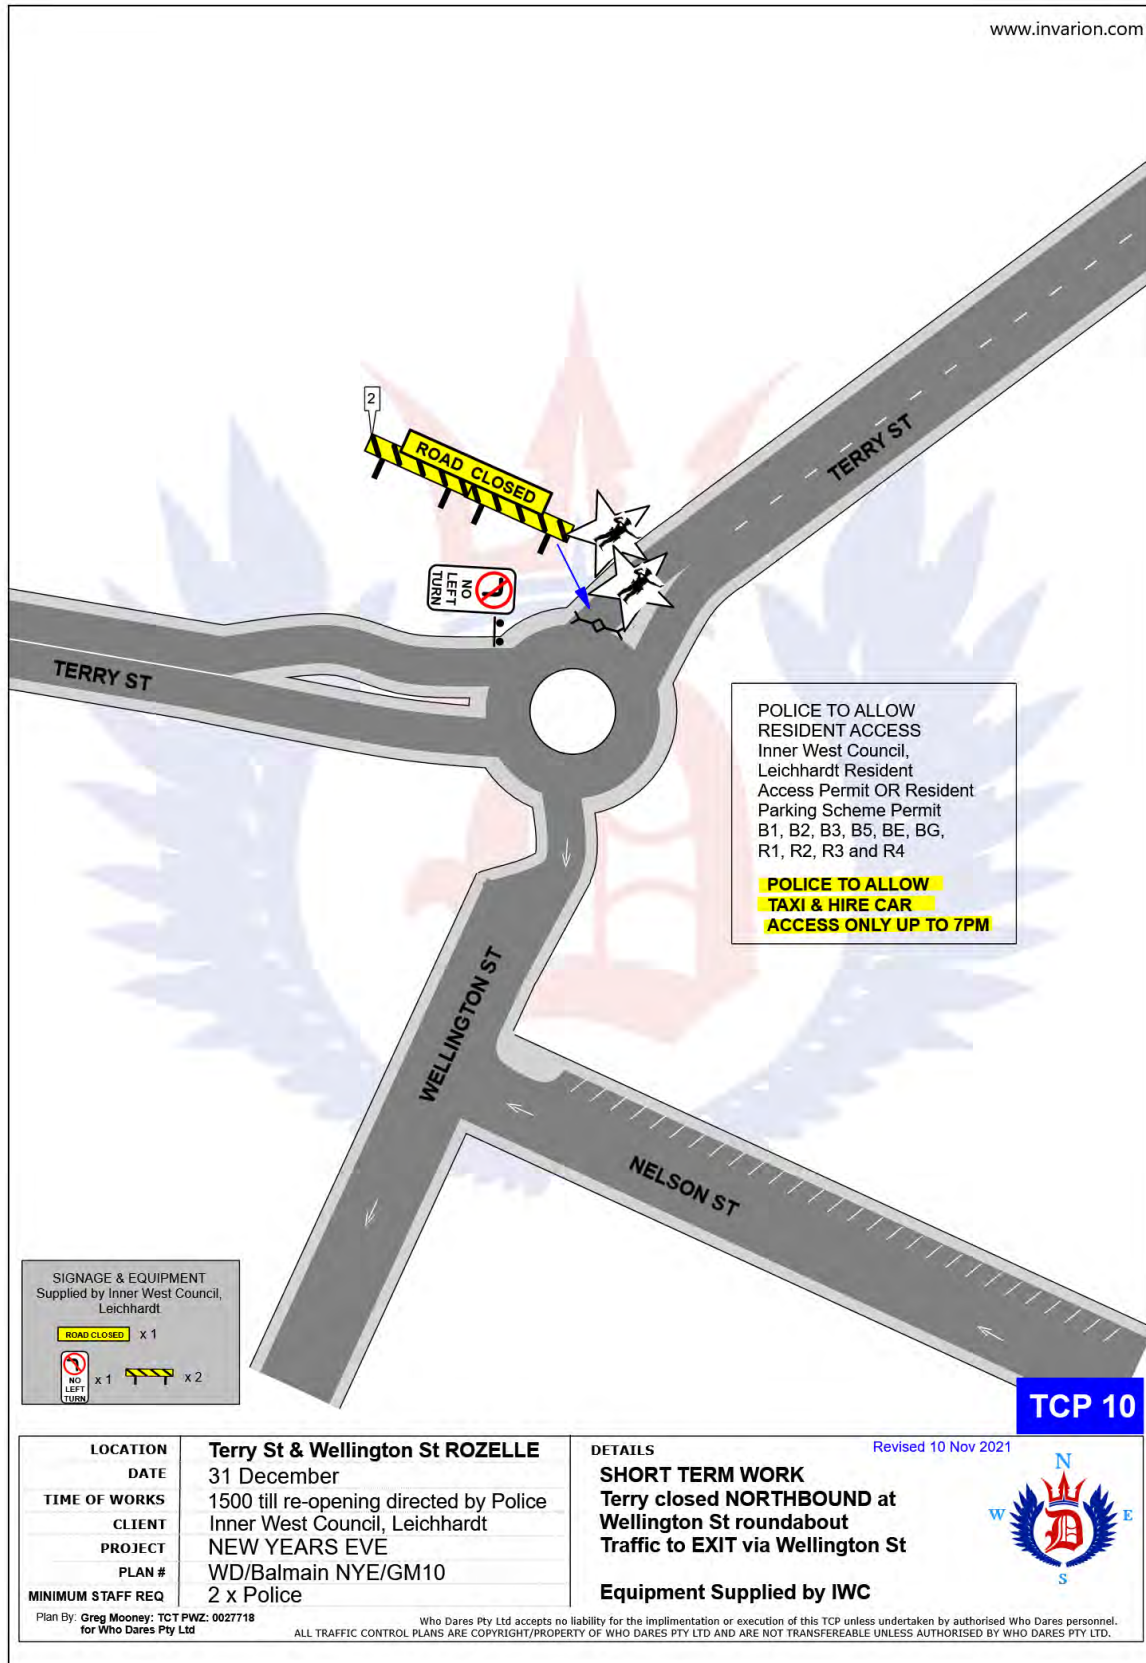 www.invarion.com
2
ROAD CLOSED
TERRY ST
NO
LEFT
TURN
TERRY ST
POLICE TO ALLOW
RESIDENT ACCESS
Inner West Council,
Leichhardt Resident
Access Permit OR Resident
Parking Scheme Permit
B1, B2, B3, B5, BE, BG,
R1, R2, R3 and R4
POLICE TO ALLOW
TAXI & HIRE CAR
ACCESS ONLY UP TO 7PM
WELLINGTON ST
NELSON ST
SIGNAGE & EQUIPMENT
Supplied by Inner West Council,
Leichhardt
ROAD CLOSED x 1
NO
LEFT
TURN
x 1
x 2
TCP 10
LOCATION Terry St & Wellington St ROZELLE
DATE 31 December
TIME OF WORKS 1500 till re-opening directed by Police
CLIENT Inner West Council, Leichhardt
PROJECT NEW YEARS EVE
PLAN # WD/Balmain NYE/GM10
MINIMUM STAFF REQ 2 x Police
DETAILS
Revised 10 Nov 2021
SHORT TERM WORK
Terry closed NORTHBOUND at
Wellington St roundabout
Traffic to EXIT via Wellington St
Equipment Supplied by IWC
N
W
E
D
S
Plan By: Greg Mooney: TCT PWZ: 0027718
for Who Dares Pty Ltd
Who Dares Pty Ltd accepts no liability for the implimentation or execution of this TCP unless undertaken by authorised Who Dares personnel.
ALL TRAFFIC CONTROL PLANS ARE COPYRIGHT/PROPERTY OF WHO DARES PTY LTD AND ARE NOT TRANSFEREABLE UNLESS AUTHORISED BY WHO DARES PTY LTD.